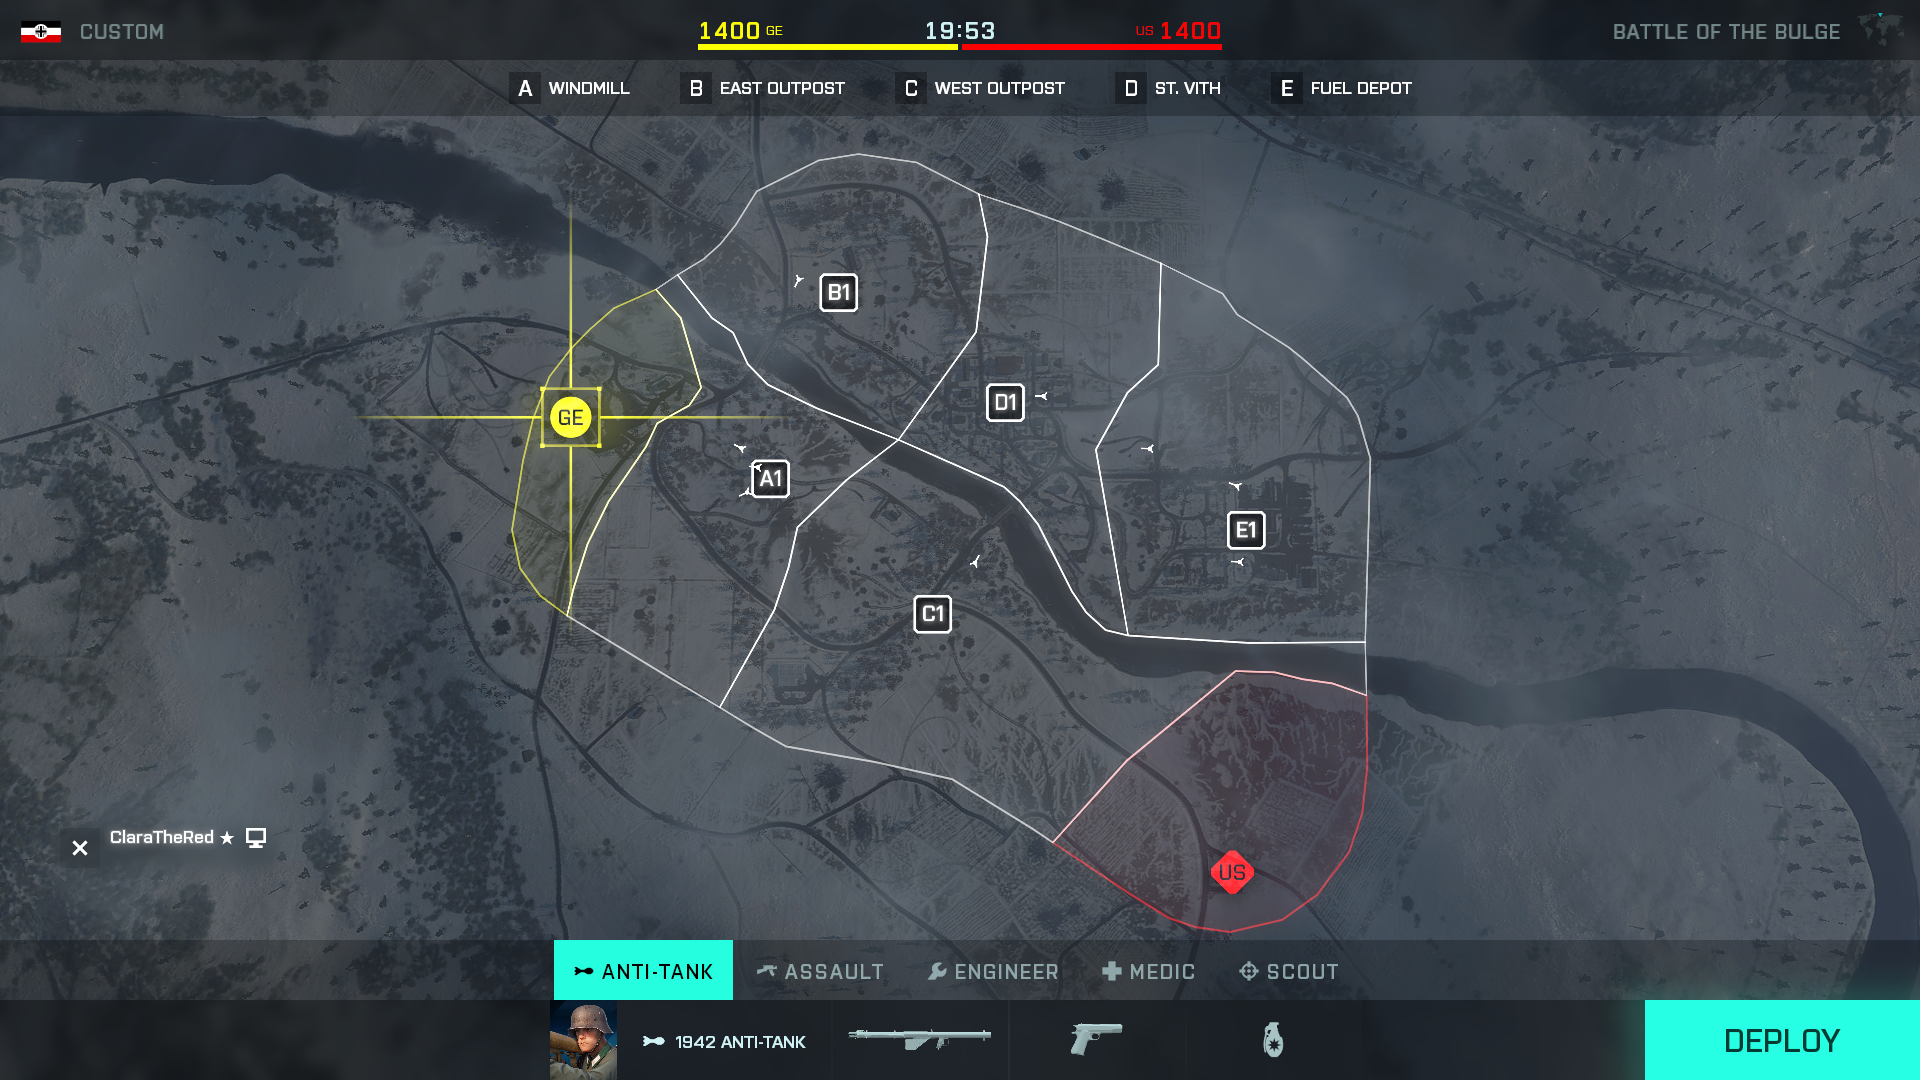 CUSTOM
1400 GE
19:53
US 1400
BATTLE OF THE BULGE
A WINDMILL
B EAST OUTPOST
C WEST OUTPOST
D ST. VITH
E FUEL DEPOT
B1
D1
GE
A1
E1
C1
ClaraTheRed
US
ANTI-TANK
ASSAULT
ENGINEER
MEDIC
SCOUT
1942 ANTI-TANK
DEPLOY